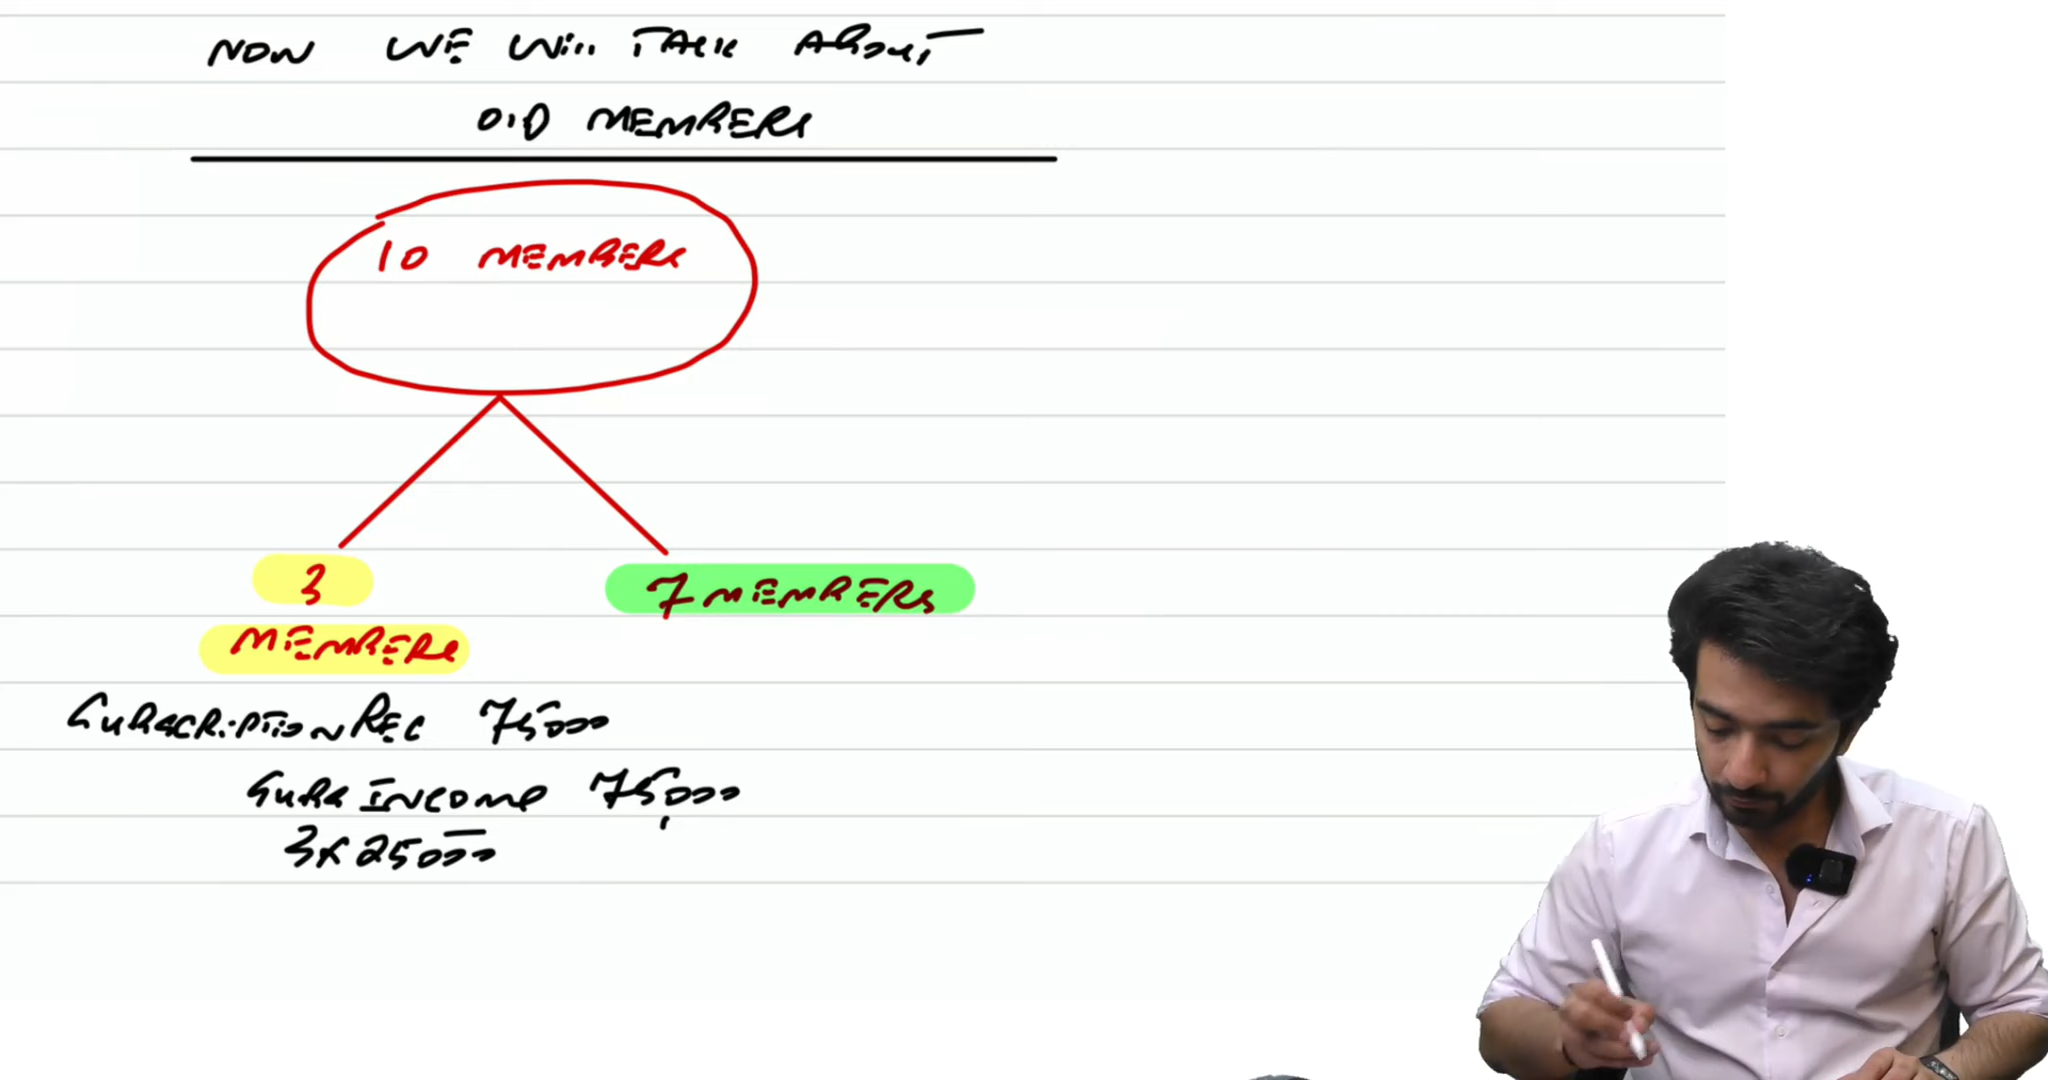 NOW WE Will TALK ABOUT
OLD MEMBERS
10 MEMBERS
3
MEMBERS
7 MEMBERS
SUBSCRIPTION REC 75000
SUBS INCOME 75000
3x25000